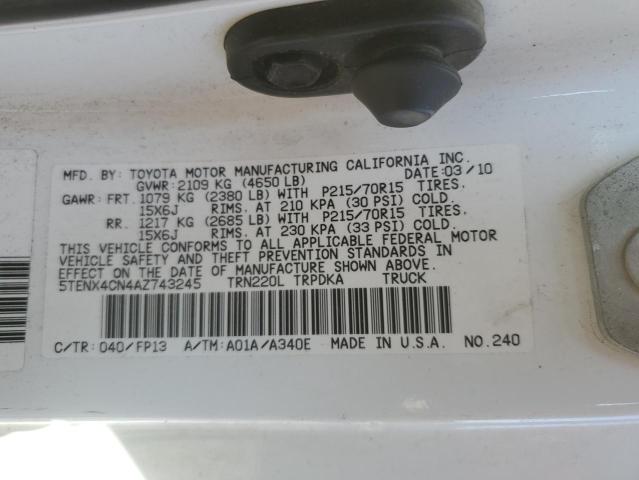 MFD. BY: TOYOTA MOTOR MANUFACTURING CALIFORNIA INC.
GVWR: 2109 KG (4650 LB) DATE: 03/10
GAWR: FRT. 1079 KG (2380 LB) WITH P215/70R15 TIRES,
15X6J RIMS, AT 210 KPA (30 PSI) COLD.
RR. 1217 KG (2685 LB) WITH P215/70R15 TIRES,
15X6J RIMS, AT 230 KPA (33 PSI) COLD.
THIS VEHICLE CONFORMS TO ALL APPLICABLE FEDERAL MOTOR
VEHICLE SAFETY AND THEFT PREVENTION STANDARDS IN
EFFECT ON THE DATE OF MANUFACTURE SHOWN ABOVE.
5TENX4CN4AZ743245 TRN220L TRPDKA TRUCK
C/TR: 040/FP13 A/TM: A01A/A340E MADE IN U.S.A. NO. 240